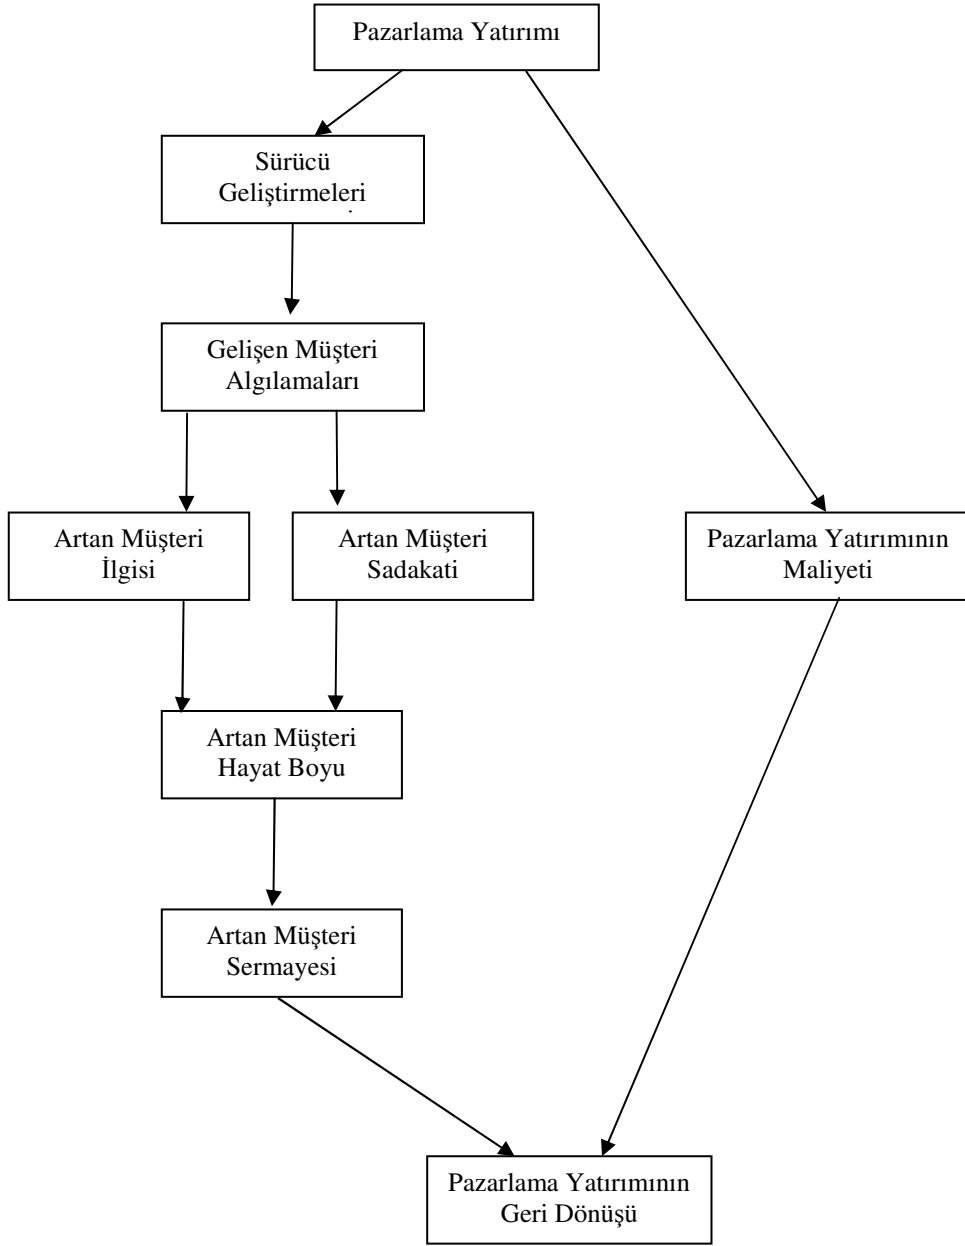 Pazarlama Yatırımı
Sürücü
Geliştirmeleri
Gelişen Müşteri
Algılamaları
Artan Müşteri
İlgisi
Artan Müşteri
Sadakati
Pazarlama Yatırımının
Maliyeti
Artan Müşteri
Hayat Boyu
Artan Müşteri
Sermayesi
Pazarlama Yatırımının
Geri Dönüşü